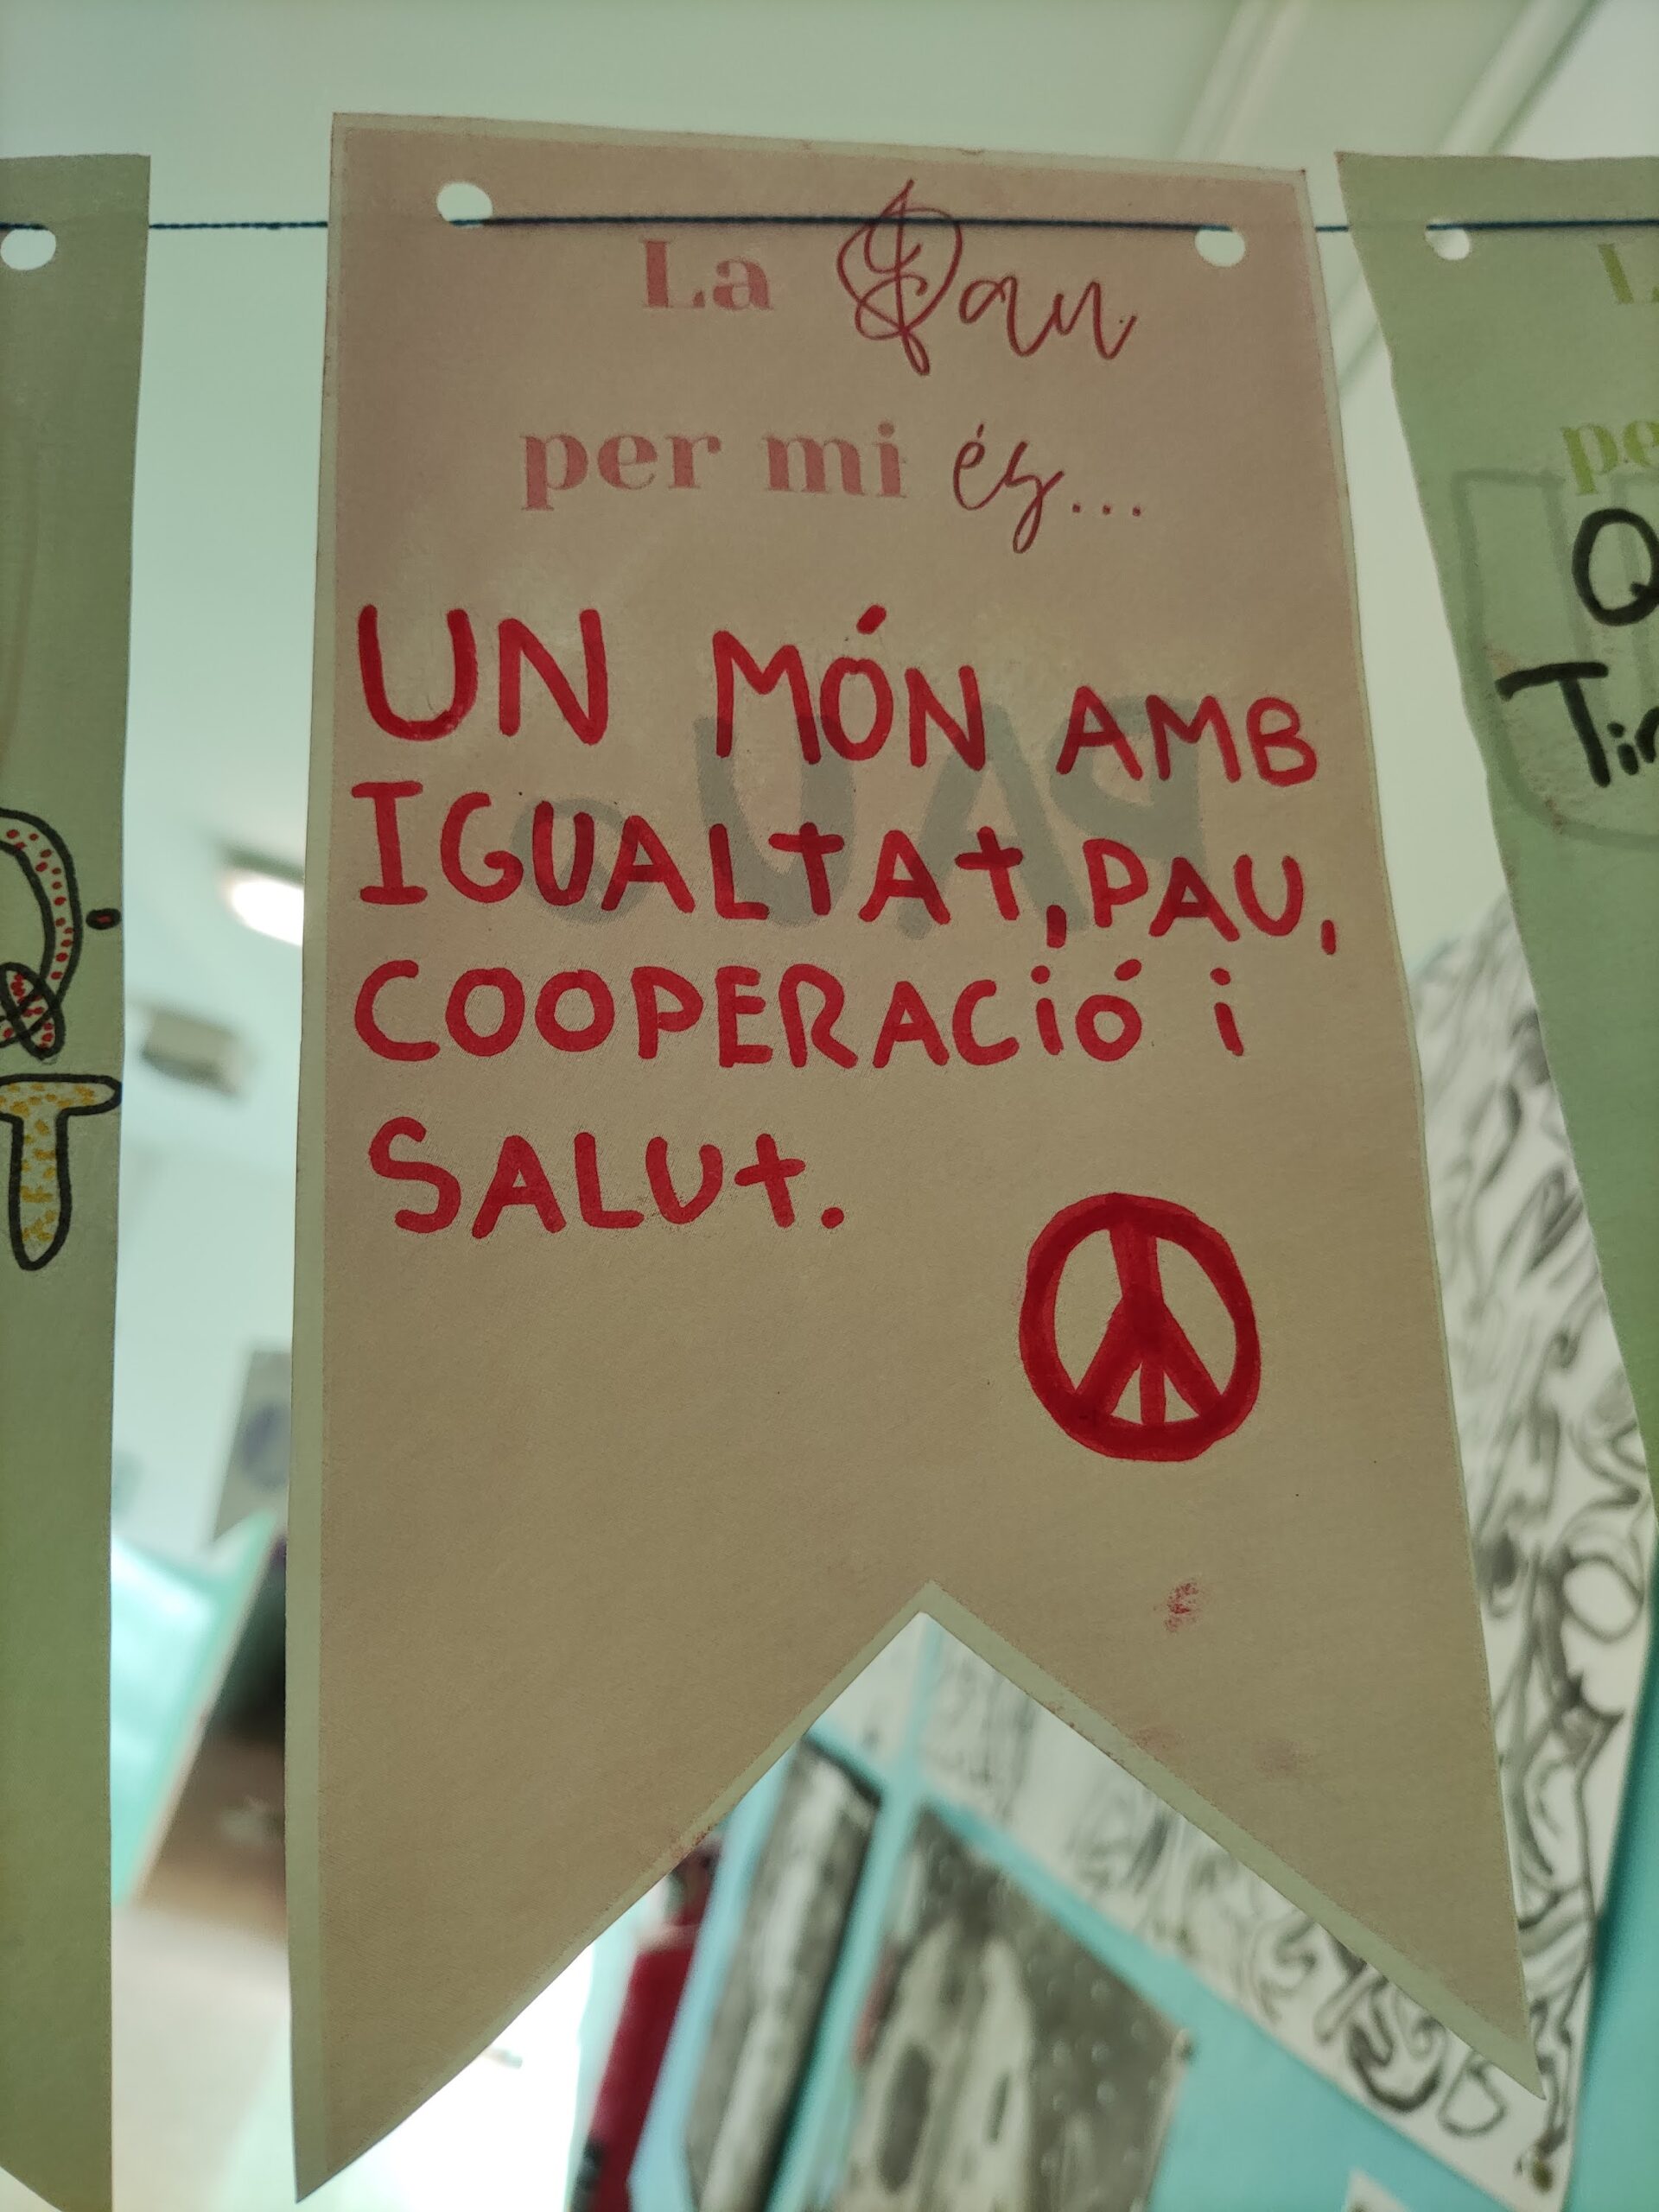 La Pau
per mi és...
UN MÓN AMB
IGUALTAT, PAU,
COOPERACIÓ i
SALUT.